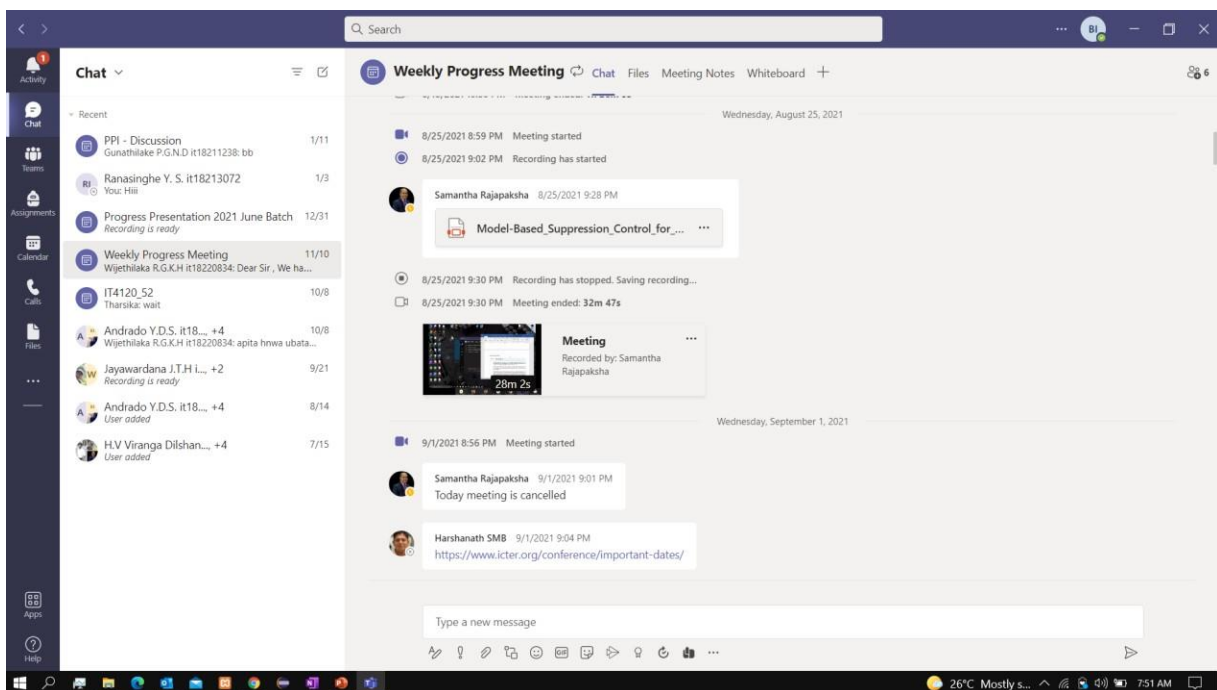 Search
BI
1
Activity
Chat
Teams
Assignments
Calendar
Calls
Files
Apps
Help
Chat
Recent
PPI - Discussion 1/11
Gunathilake P.G.N.D it18211238: bb
RI
Ranasinghe Y. S. it18213072 1/3
You: Hiii
Progress Presentation 2021 June Batch 12/31
Recording is ready
Weekly Progress Meeting 11/10
Wijethilaka R.G.K.H it18220834: Dear Sir , We ha...
IT4120_52 10/8
Tharsika: wait
Andrado Y.D.S. it18..., +4 10/8
Wijethilaka R.G.K.H it18220834: apita hnwa ubata...
Jayawardana J.T.H i..., +2 9/21
Recording is ready
Andrado Y.D.S. it18..., +4 8/14
User added
H.V Viranga Dilshan..., +4 7/15
User added
Weekly Progress Meeting Chat Files Meeting Notes Whiteboard 6
Wednesday, August 25, 2021
8/25/2021 8:59 PM Meeting started
8/25/2021 9:02 PM Recording has started
Samantha Rajapaksha 8/25/2021 9:28 PM
Model-Based_Suppression_Control_for_... ...
8/25/2021 9:30 PM Recording has stopped. Saving recording...
8/25/2021 9:30 PM Meeting ended: 32m 47s
Meeting ...
Recorded by: Samantha
Rajapaksha
28m 2s
Wednesday, September 1, 2021
9/1/2021 8:56 PM Meeting started
Samantha Rajapaksha 9/1/2021 9:01 PM
Today meeting is cancelled
Harshanath SMB 9/1/2021 9:04 PM
https://www.icter.org/conference/important-dates/
Type a new message
GIF
26°C Mostly s... 7:51 AM